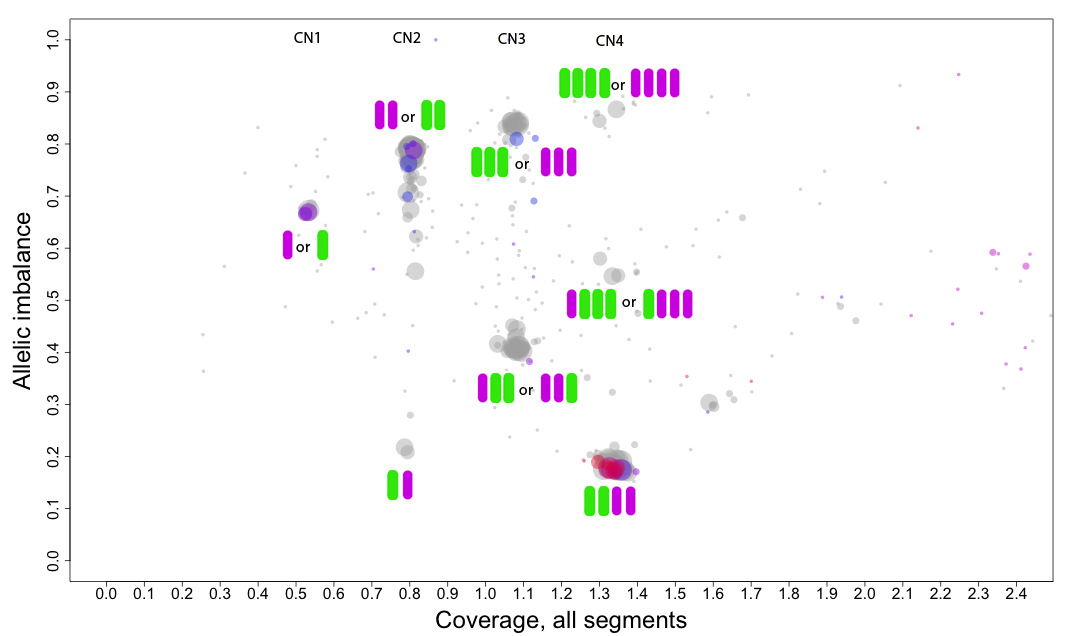 CN1 CN2 CN3 CN4
or
or
or
or
or
or
or
1.0
0.9
0.8
0.7
0.6
0.5
0.4
0.3
0.2
0.1
0.0
Allelic imbalance
0.0 0.1 0.2 0.3 0.4 0.5 0.6 0.7 0.8 0.9 1.0 1.1 1.2 1.3 1.4 1.5 1.6 1.7 1.8 1.9 2.0 2.1 2.2 2.3 2.4
Coverage, all segments